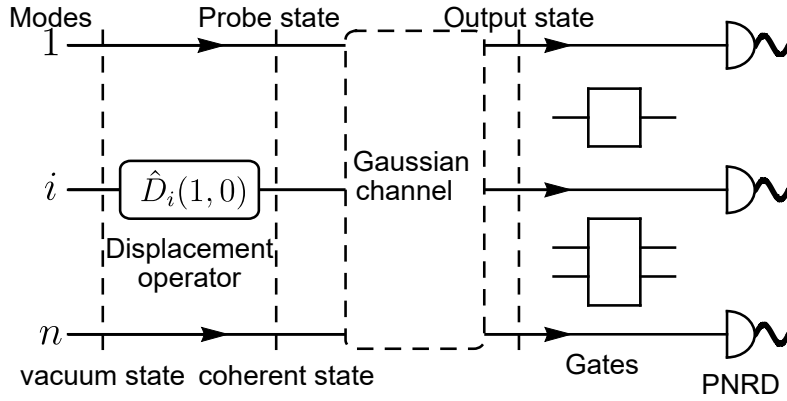 Modes Probe state Output state
1
Gaussian
channel
i D̂ᵢ(1, 0)
Displacement
operator
n
Gates
vacuum state coherent state
PNRD